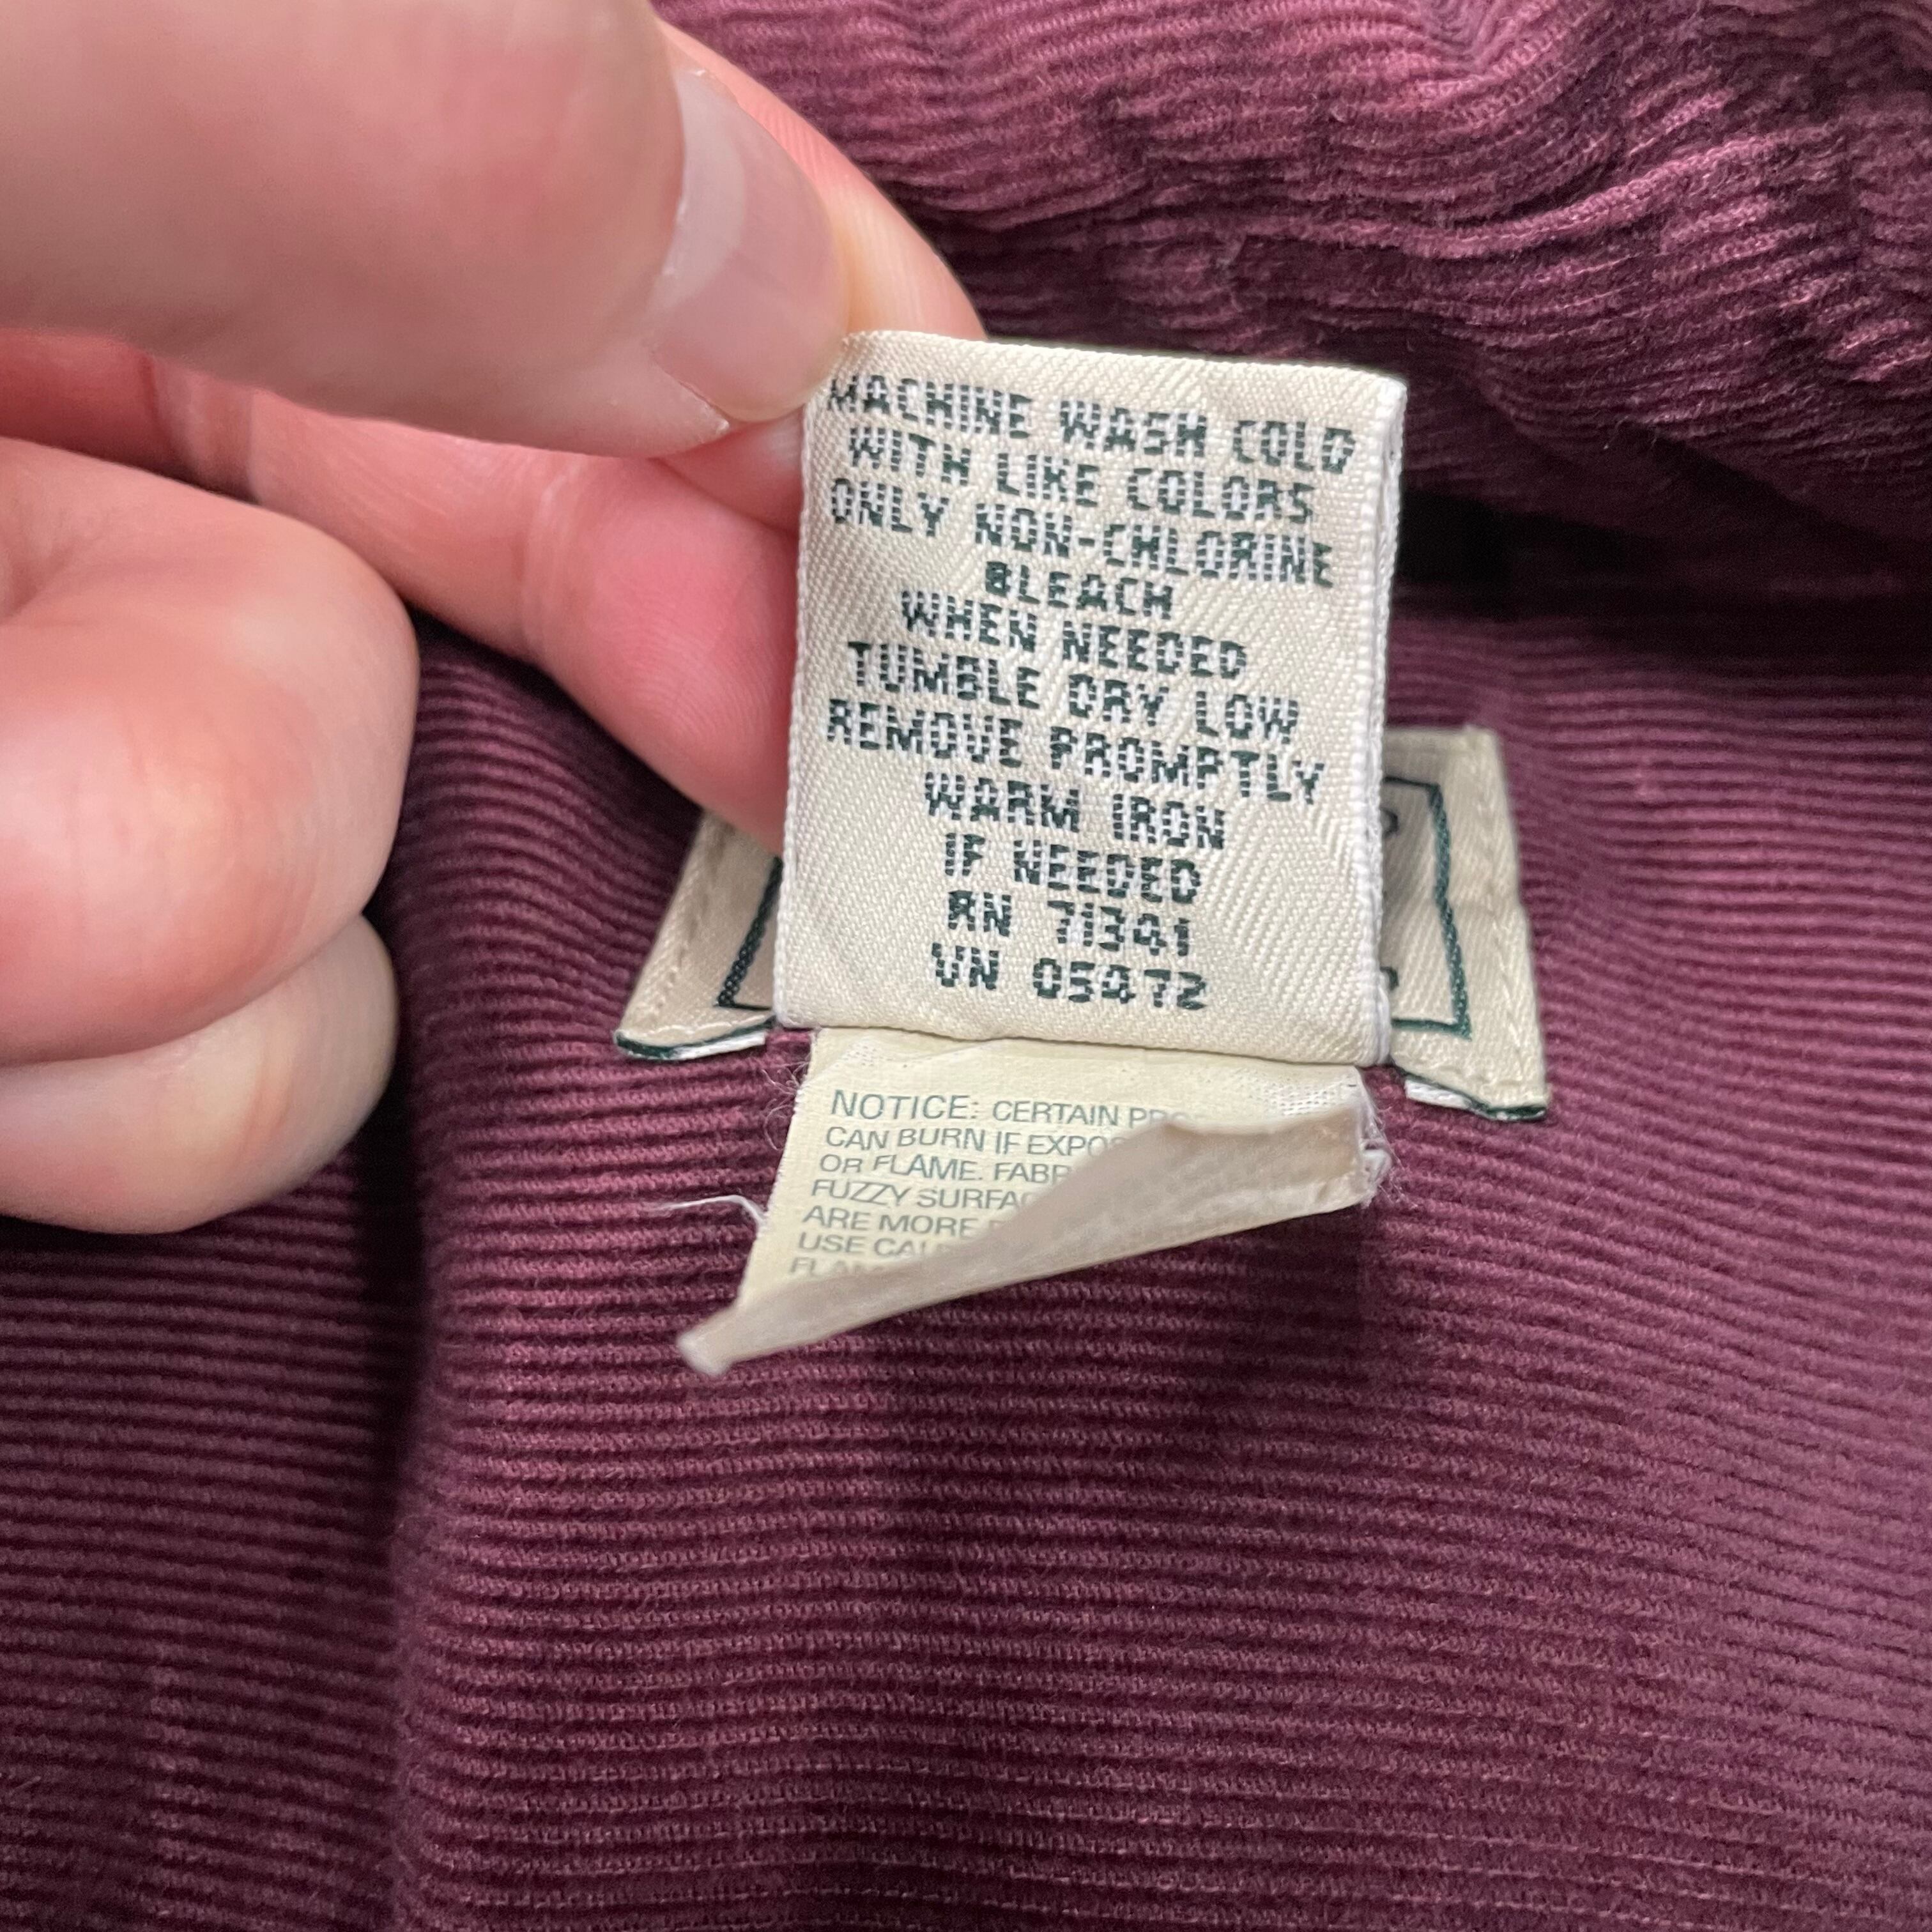 MACHINE WASH COLD
WITH LIKE COLORS
ONLY NON-CHLORINE
BLEACH
WHEN NEEDED
TUMBLE DRY LOW
REMOVE PROMPTLY
WARM IRON
IF NEEDED
RN 71341
VN 05472
NOTICE: CERTAIN
CAN BURN IF
OR FLAME.
FUZZY
ARE MORE
USE